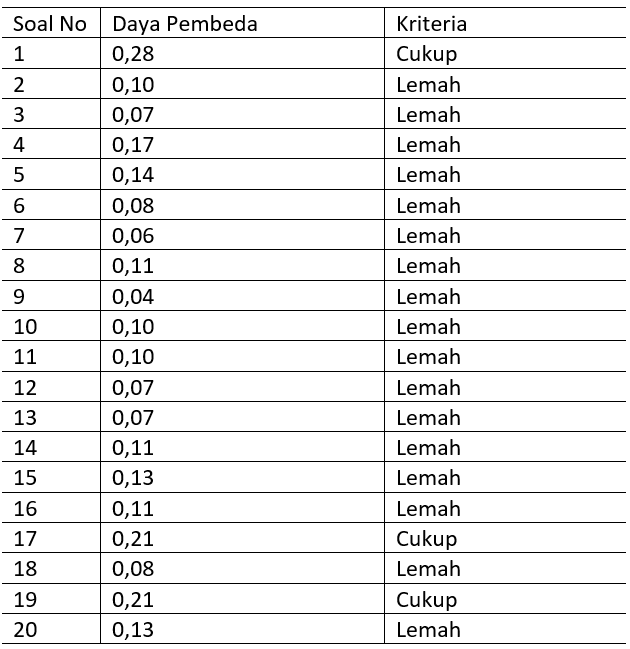 Soal No Daya Pembeda Kriteria
1 0,28 Cukup
2 0,10 Lemah
3 0,07 Lemah
4 0,17 Lemah
5 0,14 Lemah
6 0,08 Lemah
7 0,06 Lemah
8 0,11 Lemah
9 0,04 Lemah
10 0,10 Lemah
11 0,10 Lemah
12 0,07 Lemah
13 0,07 Lemah
14 0,11 Lemah
15 0,13 Lemah
16 0,11 Lemah
17 0,21 Cukup
18 0,08 Lemah
19 0,21 Cukup
20 0,13 Lemah